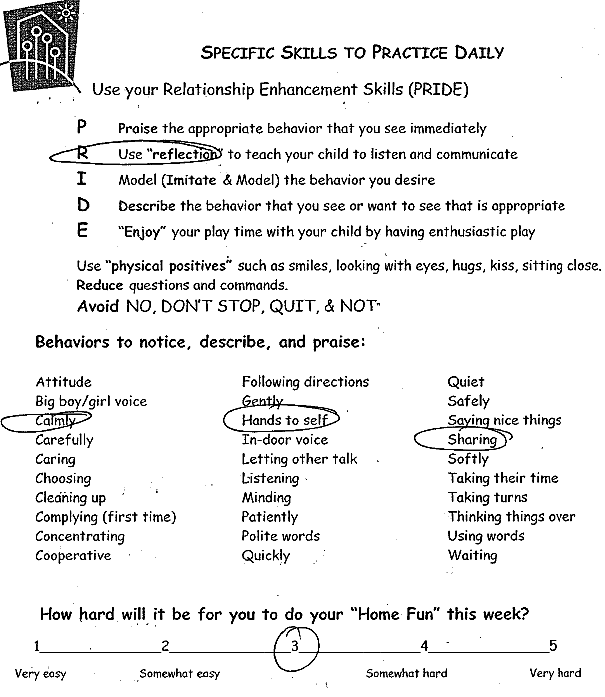 SPECIFIC SKILLS TO PRACTICE DAILY
Use your Relationship Enhancement Skills (PRIDE)
P Praise the appropriate behavior that you see immediately
R Use "reflection" to teach your child to listen and communicate
I Model (Imitate & Model) the behavior you desire
D Describe the behavior that you see or want to see that is appropriate
E "Enjoy" your play time with your child by having enthusiastic play
Use "physical positives" such as smiles, looking with eyes, hugs, kiss, sitting close.
Reduce questions and commands.
Avoid NO, DON'T STOP, QUIT, & NOT
Behaviors to notice, describe, and praise:
Attitude Following directions Quiet
Big boy/girl voice Gently Safely
Calmly Hands to self Saying nice things
Carefully In-door voice Sharing
Caring Letting other talk Softly
Choosing Listening Taking their time
Cleaning up Minding Taking turns
Complying (first time) Patiently Thinking things over
Concentrating Polite words Using words
Cooperative Quickly Waiting
How hard will it be for you to do your "Home Fun" this week?
1 2 3 4 5
Very easy Somewhat easy Somewhat hard Very hard